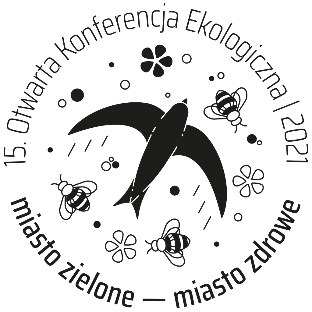 15. Otwarta Konferencja Ekologiczna | 2021
miasto zielone — miasto zdrowe